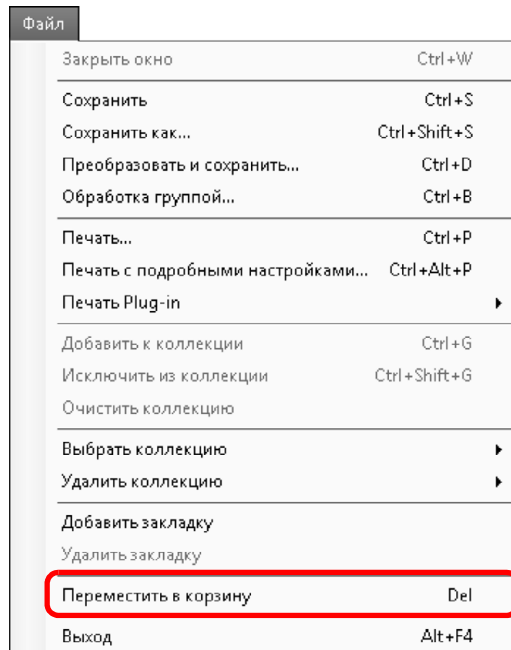 Файл
Закрыть окно Ctrl+W
Сохранить Ctrl+S
Сохранить как... Ctrl+Shift+S
Преобразовать и сохранить... Ctrl+D
Обработка группой... Ctrl+B
Печать... Ctrl+P
Печать с подробными настройками... Ctrl+Alt+P
Печать Plug-in
Добавить к коллекции Ctrl+G
Исключить из коллекции Ctrl+Shift+G
Очистить коллекцию
Выбрать коллекцию
Удалить коллекцию
Добавить закладку
Удалить закладку
Переместить в корзину Del
Выход Alt+F4